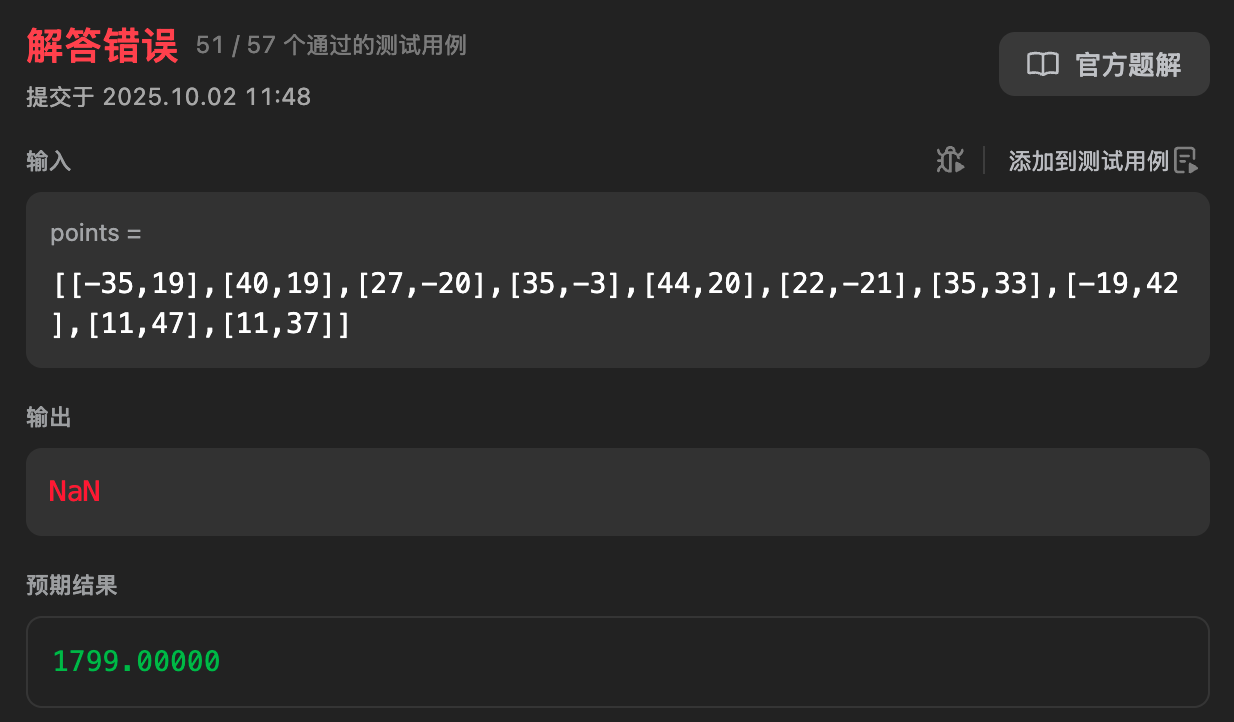 解答错误 51 / 57 个通过的测试用例
官方题解
提交于 2025.10.02 11:48
输入
添加到测试用例
points =
[[-35,19],[40,19],[27,-20],[35,-3],[44,20],[22,-21],[35,33],[-19,42
],[11,47],[11,37]]
输出
NaN
预期结果
1799.00000